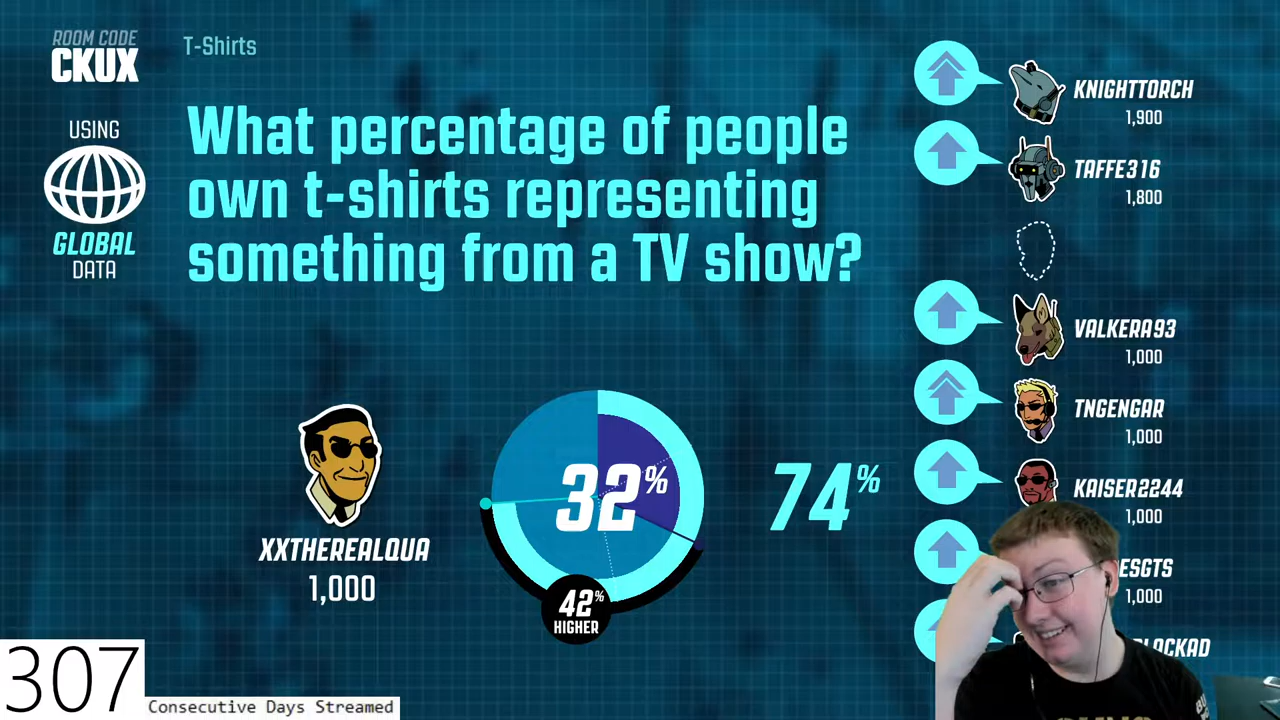 ROOM CODE
CKUX
T-Shirts
USING
GLOBAL
DATA
What percentage of people
own t-shirts representing
something from a TV show?
XXTHEREALQUA
1,000
32%
42%
HIGHER
74%
KNIGHTTORCH
1,900
TAFFE316
1,800
VALKERA93
1,000
TNGENGAR
1,000
KAISER2244
1,000
ESGTS
1,000
LOCKAD
307
Consecutive Days Streamed